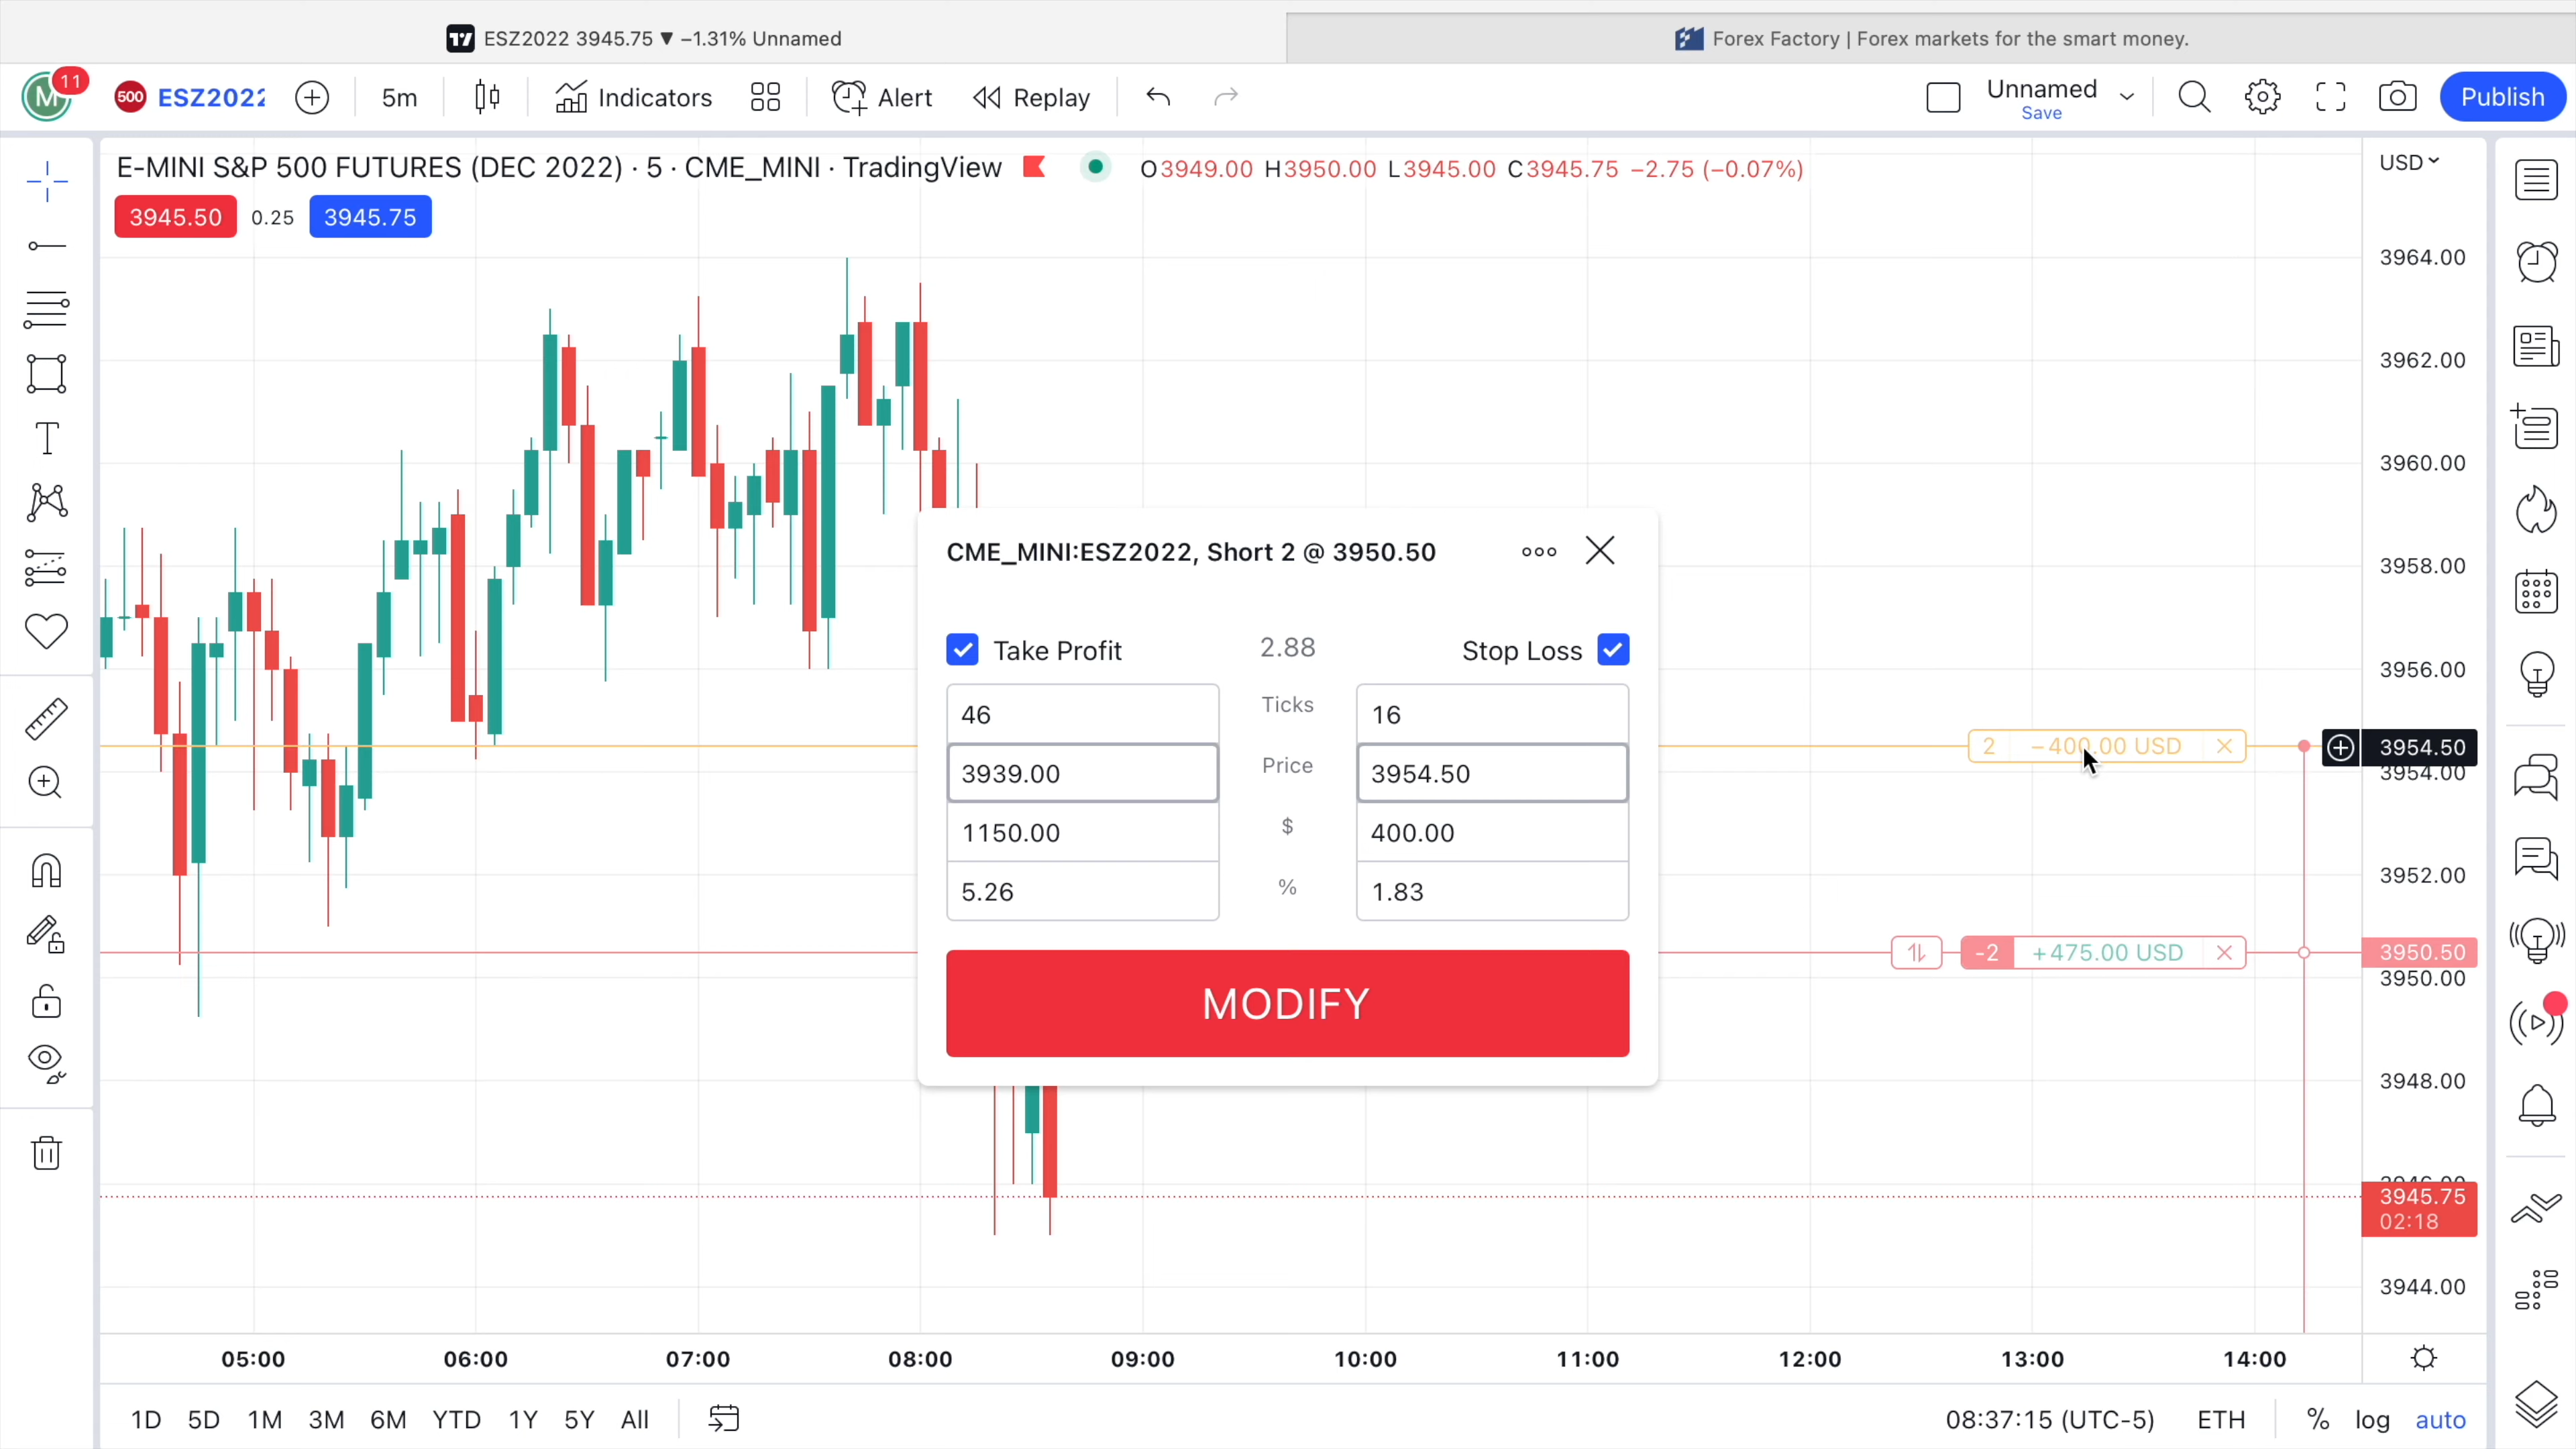 ESZ2022 3945.75 ▼ −1.31% Unnamed
Forex Factory | Forex markets for the smart money.
M 11
500 ESZ2022
5m
Indicators
Alert
Replay
Unnamed
Save
Publish
E-MINI S&P 500 FUTURES (DEC 2022) · 5 · CME_MINI · TradingView
O3949.00 H3950.00 L3945.00 C3945.75 −2.75 (−0.07%)
USD
3945.50 0.25 3945.75
3964.00
3962.00
3960.00
3958.00
3956.00
CME_MINI:ESZ2022, Short 2 @ 3950.50
Take Profit 2.88 Stop Loss
46 Ticks 16
3939.00 Price 3954.50
1150.00 $ 400.00
5.26 % 1.83
MODIFY
2 −400.00 USD
3954.50
3954.00
3952.00
-2 +475.00 USD
3950.50
3950.00
3948.00
3946.00
3945.75
02:18
3944.00
05:00 06:00 07:00 08:00 09:00 10:00 11:00 12:00 13:00 14:00
1D 5D 1M 3M 6M YTD 1Y 5Y All
08:37:15 (UTC-5) ETH % log auto